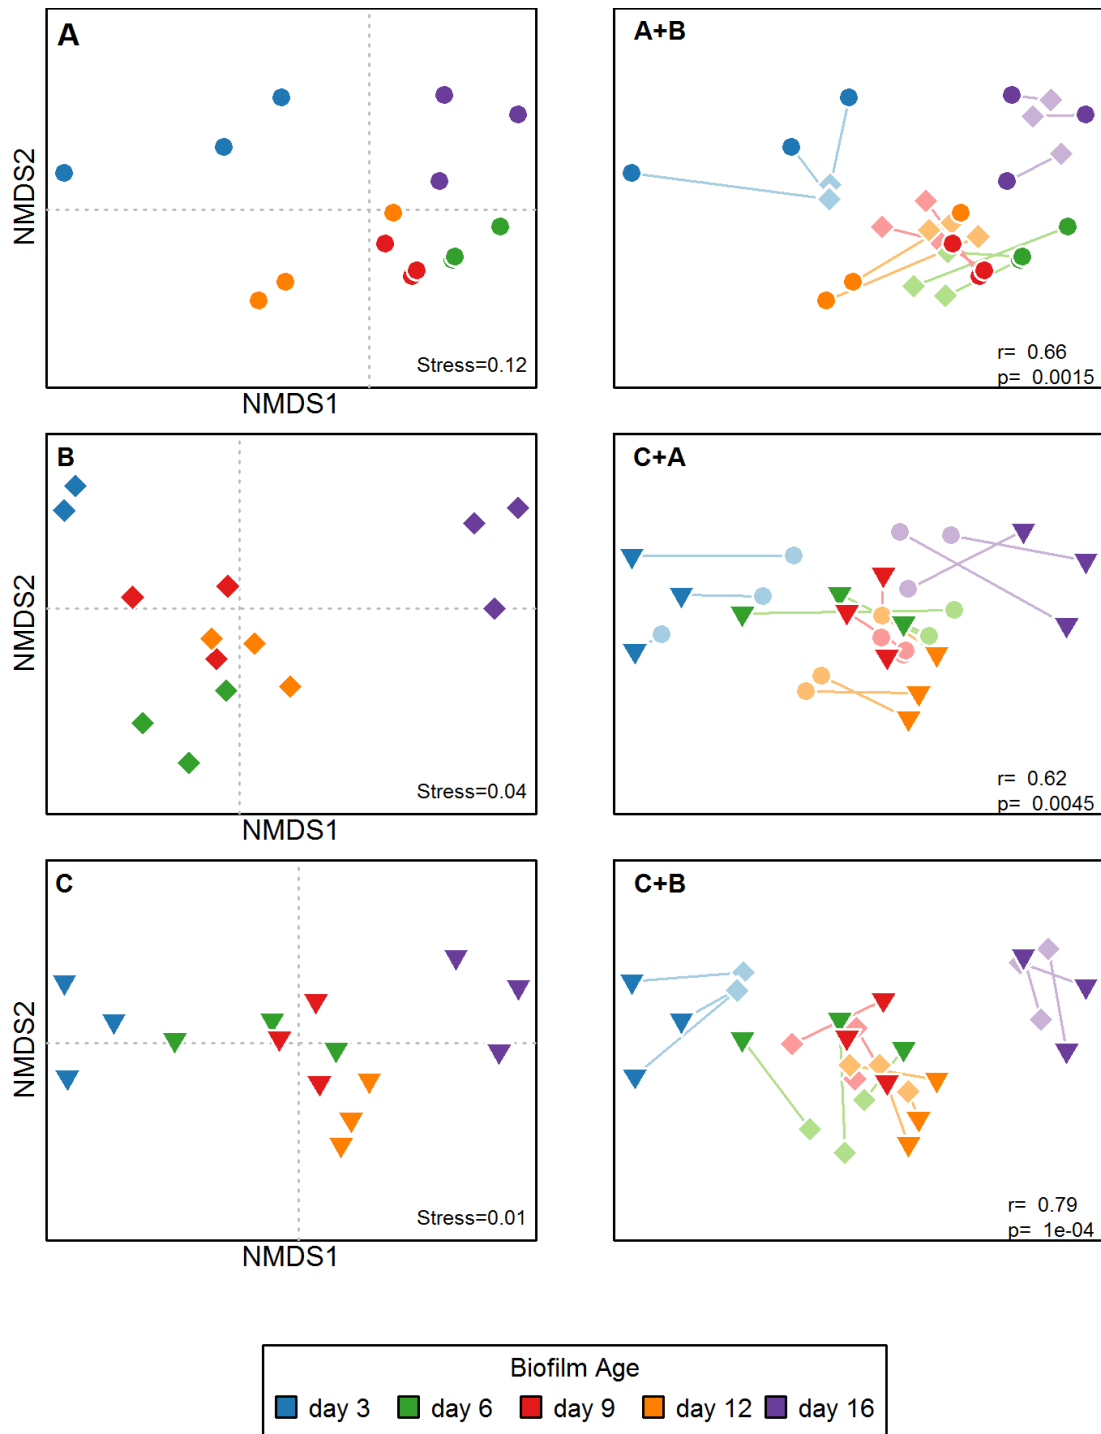 A
NMDS2
Stress=0.12
NMDS1
A+B
r= 0.66
p= 0.0015
B
NMDS2
Stress=0.04
NMDS1
C+A
r= 0.62
p= 0.0045
C
NMDS2
Stress=0.01
NMDS1
C+B
r= 0.79
p= 1e-04
Biofilm Age
day 3 day 6 day 9 day 12 day 16